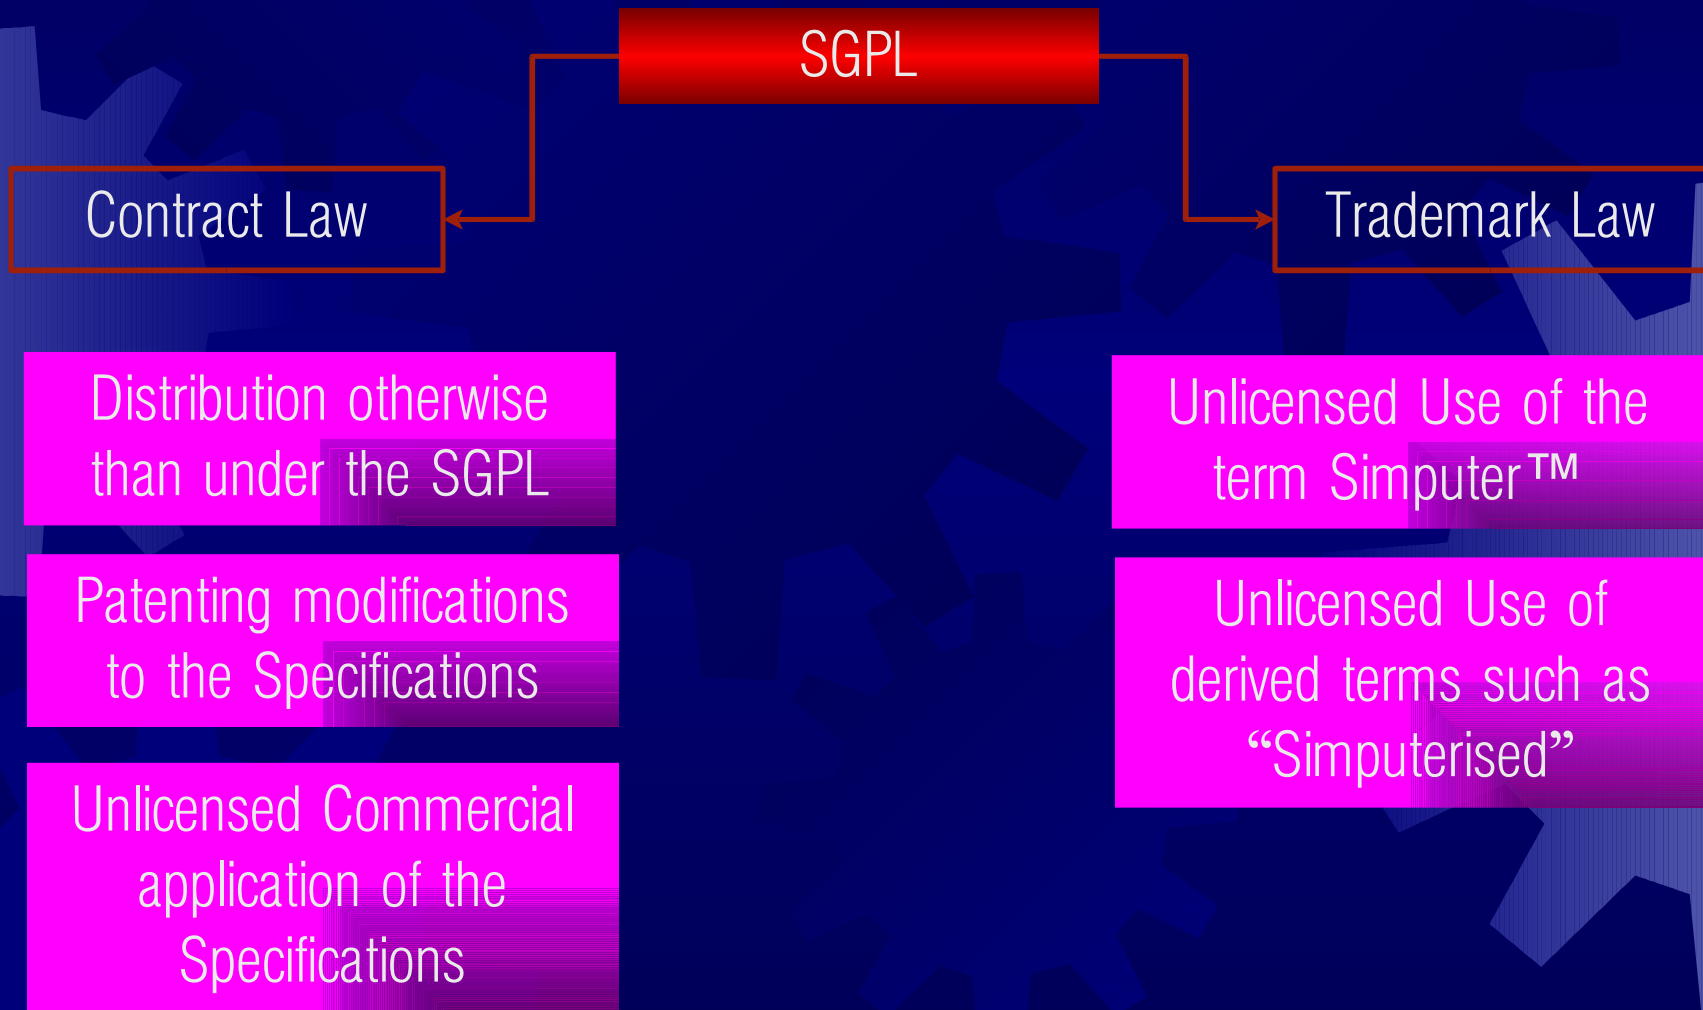 SGPL
Contract Law
Trademark Law
Distribution otherwise
than under the SGPL
Patenting modifications
to the Specifications
Unlicensed Commercial
application of the
Specifications
Unlicensed Use of the
term Simputer™
Unlicensed Use of
derived terms such as
“Simputerised”